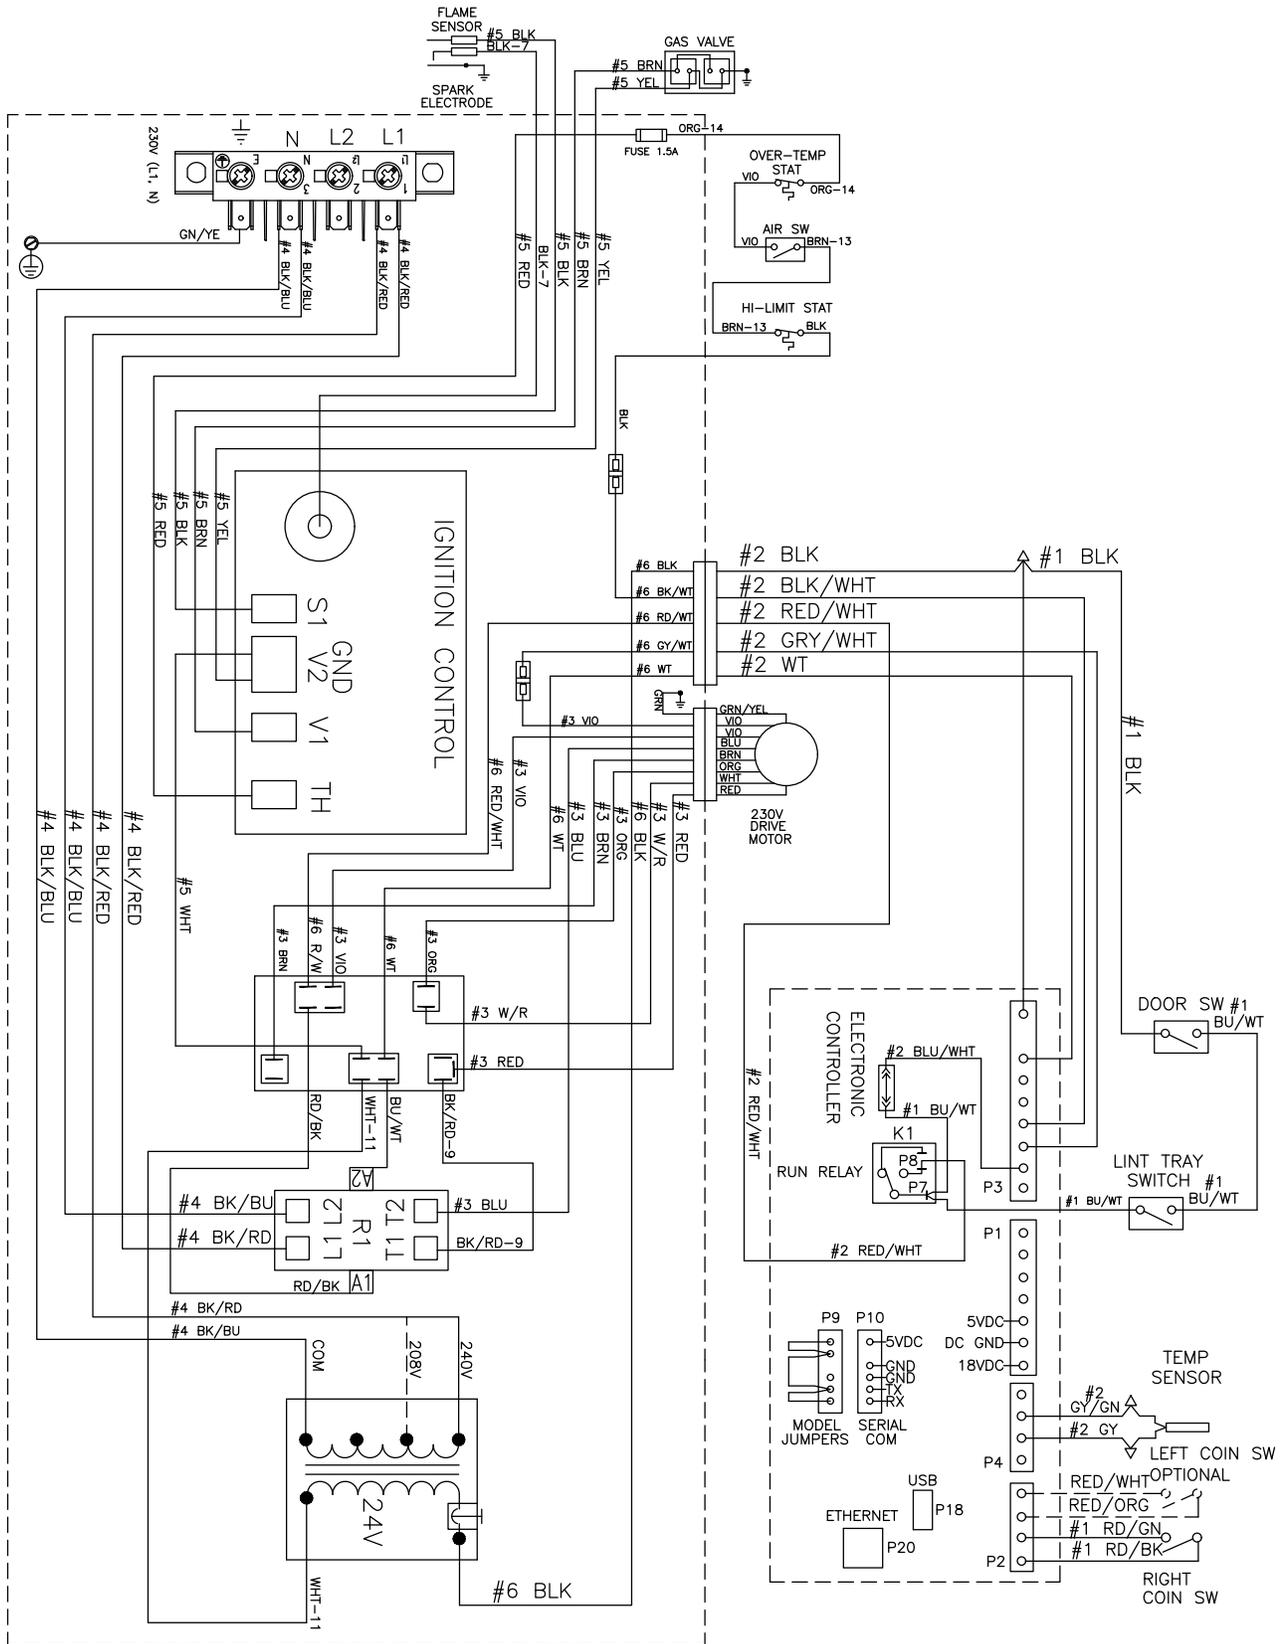 FLAME
SENSOR
#5 BLK
BLK-7
SPARK
ELECTRODE
GAS VALVE
#5 BRN
#5 YEL
ORG-14
FUSE 1.5A
OVER-TEMP
STAT
VIO
ORG-14
AIR SW
VIO
BRN-13
HI-LIMIT STAT
BRN-13
BLK
230V (L1, N)
N
L2
L1
E
N
L2
L1
3
2
1
GN/YE
#4 BLK/BLU
#4 BLK/BLU
#4 BLK/RED
#4 BLK/RED
#5 RED
BLK-7
#5 BLK
#5 BRN
#5 YEL
BLK
#5 RED
#5 BLK
#5 BRN
#5 YEL
IGNITION CONTROL
S1
GND
V2
V1
TH
#6 BLK
#6 BK/WT
#6 RD/WT
#6 GY/WT
#6 WT
#2 BLK
#2 BLK/WHT
#2 RED/WHT
#2 GRY/WHT
#2 WT
#1 BLK
#1 BLK
GRN
#3 VIO
GRN/YEL
VIO
VIO
BLU
BRN
ORG
WHT
RED
230V
DRIVE
MOTOR
#6 RED/WHT
#3 VIO
#6 WT
#3 BLU
#3 BRN
#3 ORG
#6 BLK
#3 W/R
#3 RED
#4 BLK/BLU
#4 BLK/BLU
#4 BLK/RED
#4 BLK/RED
#5 WHT
#3 BRN
#6 R/W
#3 VIO
#6 WT
#3 ORG
#3 W/R
#3 RED
RD/BK
WHT-11
BU/WT
BK/RD-9
A2
#4 BK/BU
#4 BK/RD
L2
L1
R1
T2
T1
#3 BLU
BK/RD-9
RD/BK
A1
#4 BK/RD
#4 BK/BU
COM
208V
240V
24V
WHT-11
#6 BLK
ELECTRONIC
CONTROLLER
#2 BLU/WHT
#1 BU/WT
K1
RUN RELAY
P8
P7
#2 RED/WHT
#2 RED/WHT
P3
DOOR SW #1
BU/WT
LINT TRAY
SWITCH
#1
BU/WT
#1 BU/WT
P1
5VDC
DC GND
18VDC
P9
P10
5VDC
GND
GND
TX
RX
MODEL
JUMPERS
SERIAL
COM
TEMP
SENSOR
#2
GY/GN
#2 GY
P4
LEFT COIN SW
OPTIONAL
RED/WHT
RED/ORG
#1 RD/GN
#1 RD/BK
P2
RIGHT
COIN SW
USB
P18
ETHERNET
P20